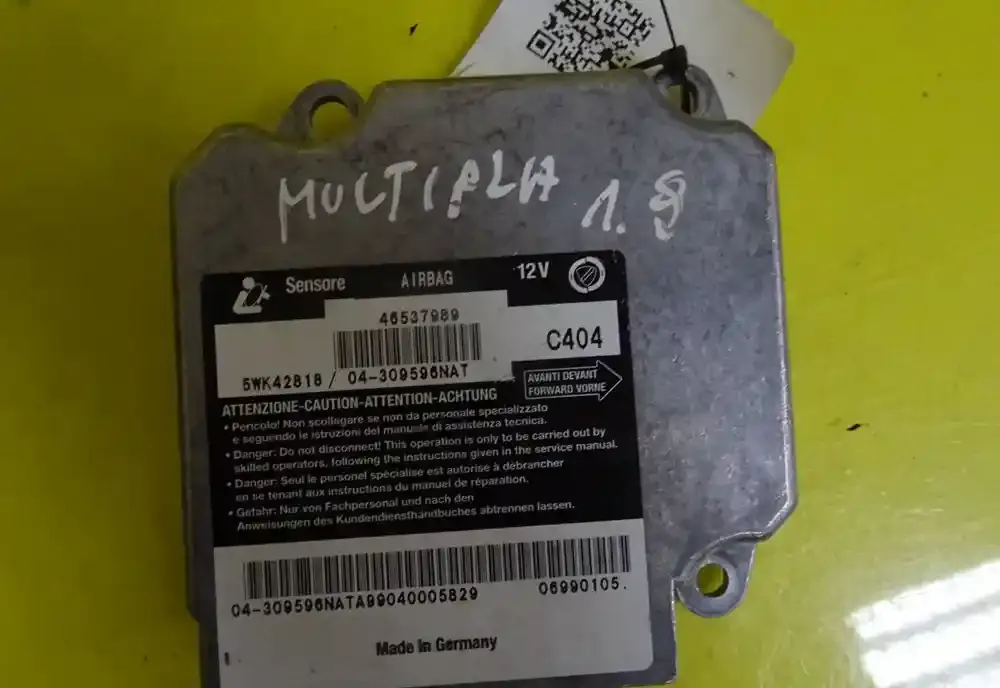 MULTIPLA 1.9
Sensore AIRBAG 12V
46537989
C404
5WK42818 / 04-309596NAT
AVANTI DEVANT
FORWARD VORNE
ATTENZIONE-CAUTION-ATTENTION-ACHTUNG
• Pericolo! Non scollegare se non da personale specializzato
e seguendo le istruzioni del manuale di assistenza tecnica.
• Danger: Do not disconnect! This operation is only to be carried out by
skilled operators, following the instructions given in the service manual.
• Danger: Seul le personel spécialise est autorise à débrancher
en se tenant aux instructions du manuel de réparation.
• Gefahr: Nur von Fachpersonal und nach den
Anweisungen des Kundendiensthandbuches abtrennen lassen.
04-309596NATA99040005829 06990105.
Made in Germany